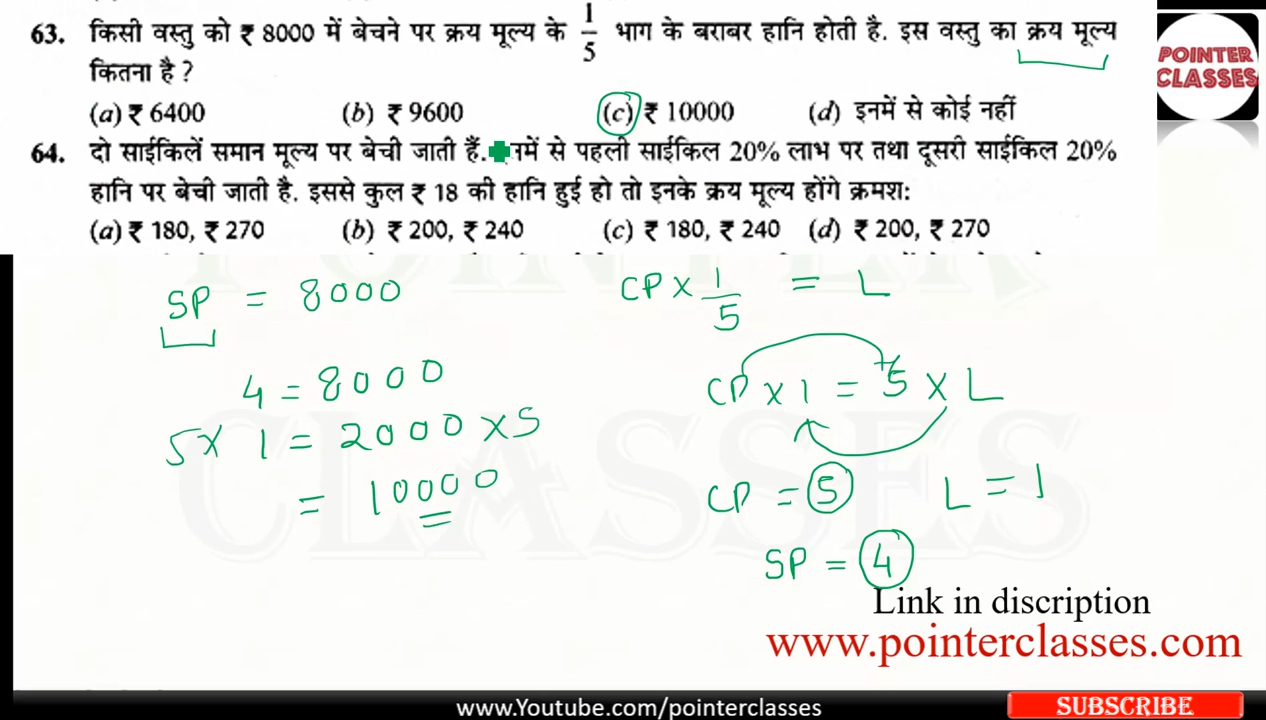 63. किसी वस्तु को ₹ 8000 में बेचने पर क्रय मूल्य के 1/5 भाग के बराबर हानि होती है. इस वस्तु का क्रय मूल्य
कितना है ?
(a) ₹ 6400 (b) ₹ 9600 (c) ₹ 10000 (d) इनमें से कोई नहीं
64. दो साईकिलें समान मूल्य पर बेची जाती हैं. नमें से पहली साईकिल 20% लाभ पर तथा दूसरी साईकिल 20%
हानि पर बेची जाती है. इससे कुल ₹ 18 की हानि हुई हो तो इनके क्रय मूल्य होंगे क्रमश:
(a) ₹ 180, ₹ 270 (b) ₹ 200, ₹ 240 (c) ₹ 180, ₹ 240 (d) ₹ 200, ₹ 270
POINTER
CLASSES
SP = 8000
4 = 8000
5 × 1 = 2000 × 5
= 10000
CP × 1/5 = L
CP × 1 = 5 × L
CP = 5 L = 1
SP = 4
CLASSES
Link in discription
www.pointerclasses.com
www.Youtube.com/pointerclasses
SUBSCRIBE